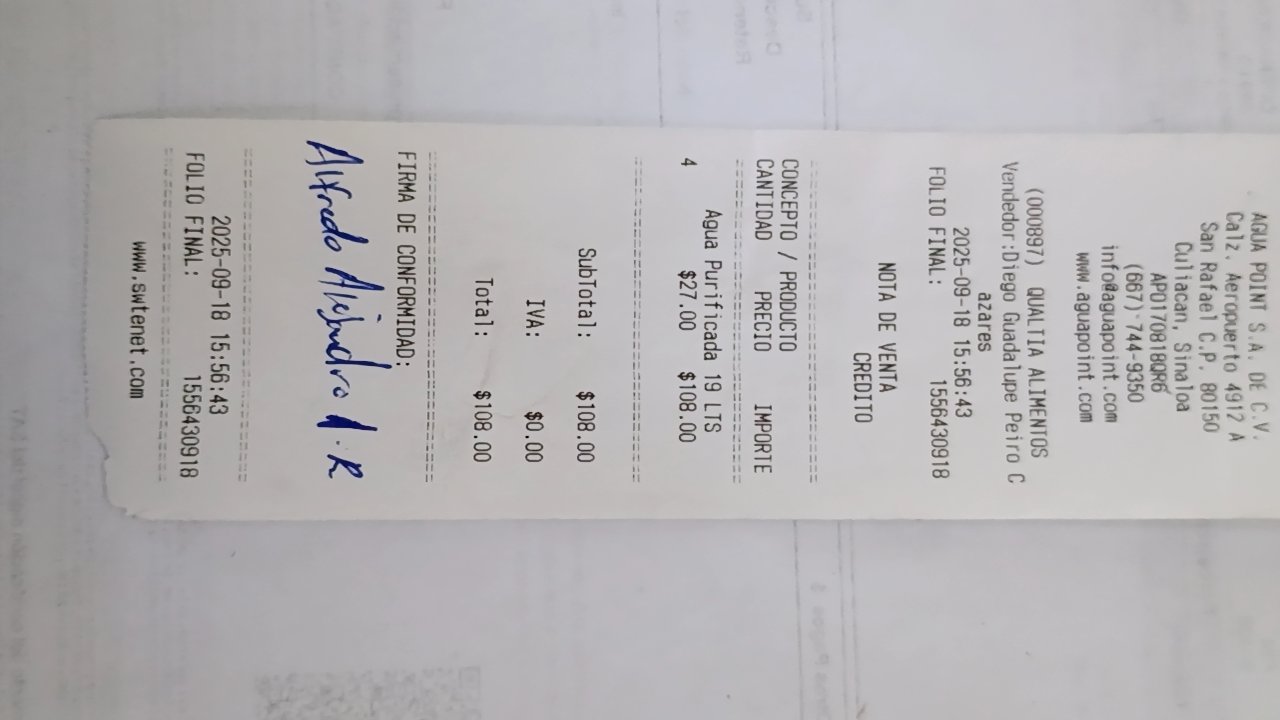 AGUA POINT S.A. DE C.V.
Calz. Aeropuerto 4912 A
San Rafael C.P. 80150
Culiacan, Sinaloa
APO170818QR6
(667)-744-9350
info@aguapoint.com
www.aguapoint.com
(000897) QUALTIA ALIMENTOS
Vendedor:Diego Guadalupe Peiro C
azares
2025-09-18 15:56:43
FOLIO FINAL: 1556430918
NOTA DE VENTA
CREDITO
CONCEPTO / PRODUCTO
CANTIDAD PRECIO IMPORTE
Agua Purificada 19 LTS
4 $27.00 $108.00
SubTotal: $108.00
IVA: $0.00
Total: $108.00
FIRMA DE CONFORMIDAD:
Alfredo Alejandro A.R
2025-09-18 15:56:43
FOLIO FINAL: 1556430918
www.swtenet.com